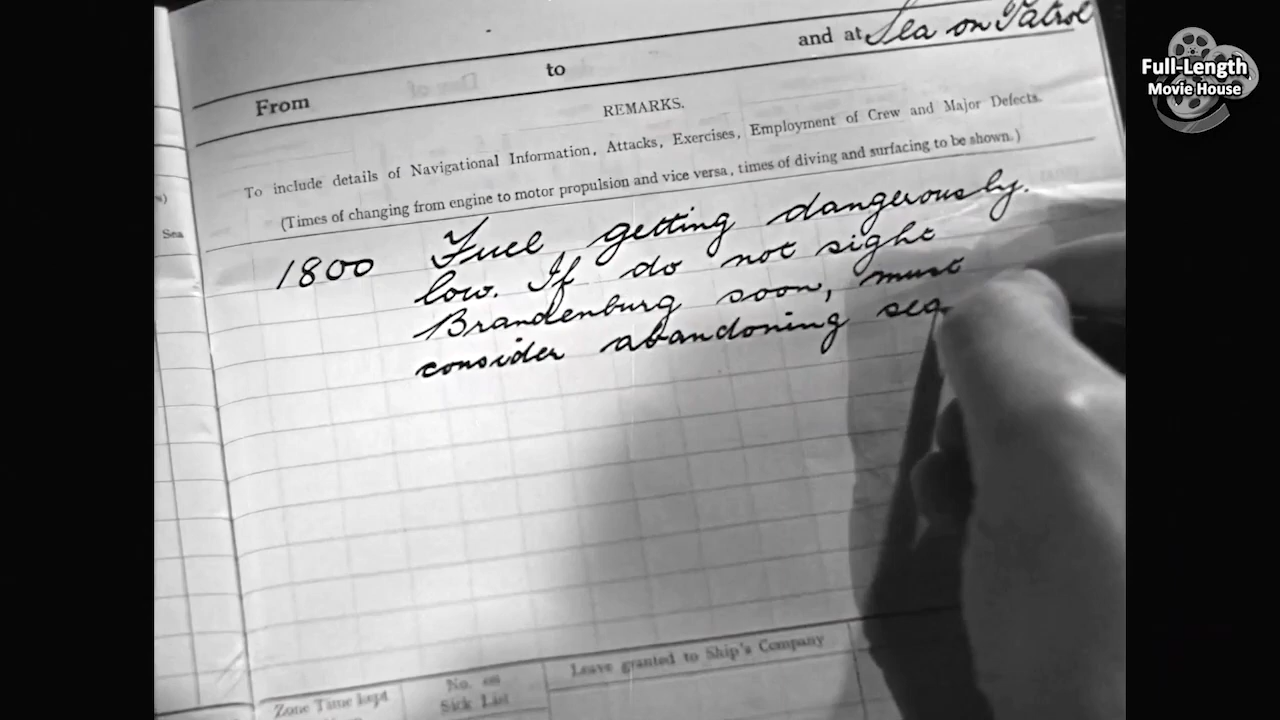 and at Sea on Patrol
From to
REMARKS.
To include details of Navigational Information, Attacks, Exercises, Employment of Crew and Major Defects.
(Times of changing from engine to motor propulsion and vice versa, times of diving and surfacing to be shown.)
Sea
1800 Fuel getting dangerously
low. If do not sight
Brandenburg soon, must
consider abandoning sea
Zone Time kept
No. on
Sick List
Leave granted to Ship's Company
Full-Length
Movie House